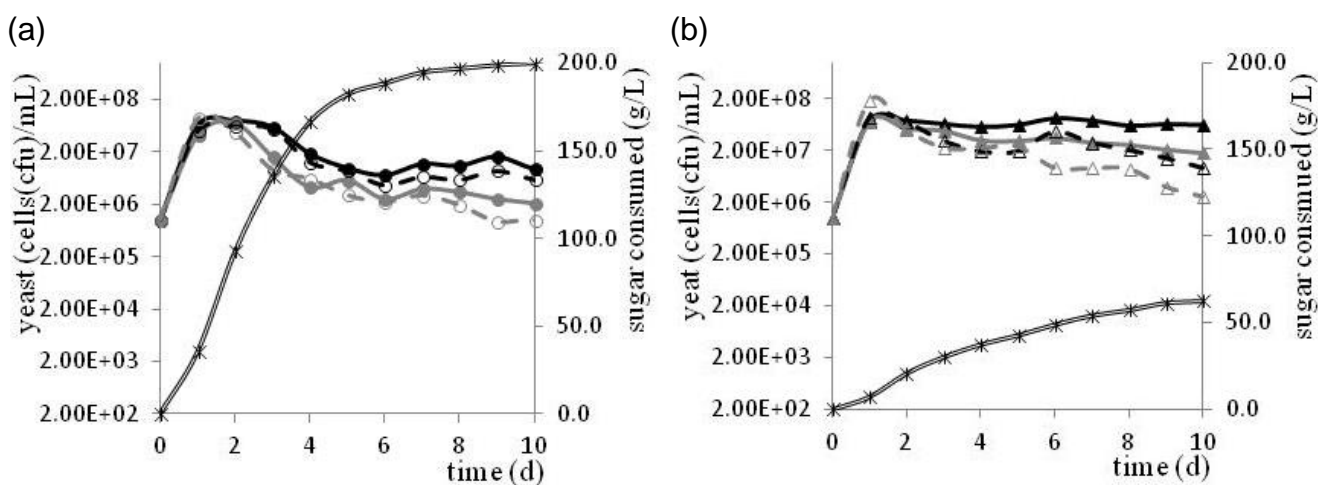 (a)
yeast (cells(cfu)/mL)
2.00E+08
2.00E+07
2.00E+06
2.00E+05
2.00E+04
2.00E+03
2.00E+02
0 2 4 6 8 10
time (d)
200.0
150.0
100.0
50.0
0.0
sugar consumed (g/L)
(b)
yeat (cells(cfu)/mL)
2.00E+08
2.00E+07
2.00E+06
2.00E+05
2.00E+04
2.00E+03
2.00E+02
0 2 4 6 8 10
time (d)
200.0
150.0
100.0
50.0
0.0
sugar consmued (g/L)